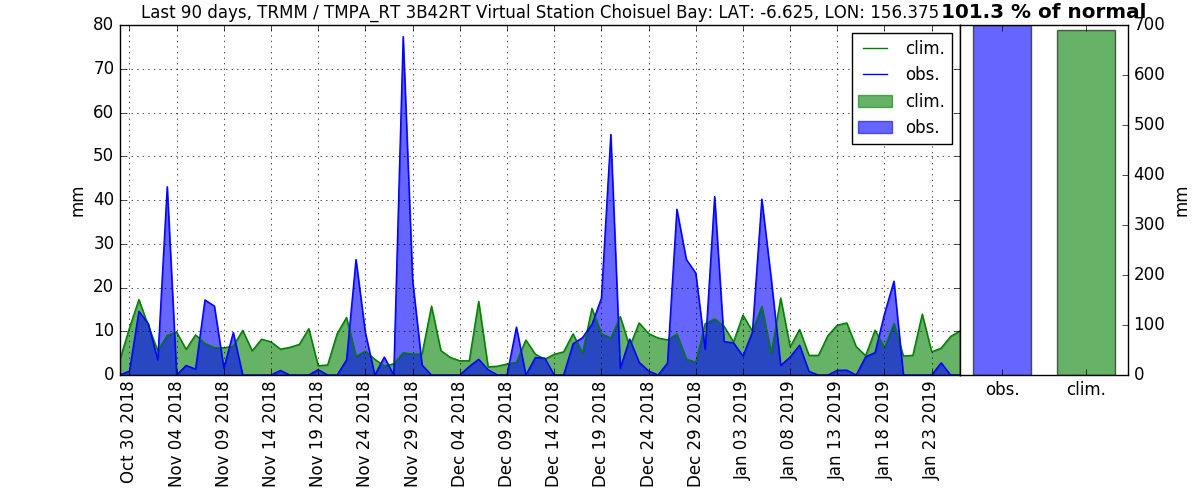 Last 90 days, TRMM / TMPA_RT 3B42RT Virtual Station Choisuel Bay: LAT: -6.625, LON: 156.375
101.3 % of normal
mm
80
70
60
50
40
30
20
10
0
clim.
obs.
clim.
obs.
Oct 30 2018
Nov 04 2018
Nov 09 2018
Nov 14 2018
Nov 19 2018
Nov 24 2018
Nov 29 2018
Dec 04 2018
Dec 09 2018
Dec 14 2018
Dec 19 2018
Dec 24 2018
Dec 29 2018
Jan 03 2019
Jan 08 2019
Jan 13 2019
Jan 18 2019
Jan 23 2019
700
600
500
400
300
200
100
0
mm
obs.
clim.